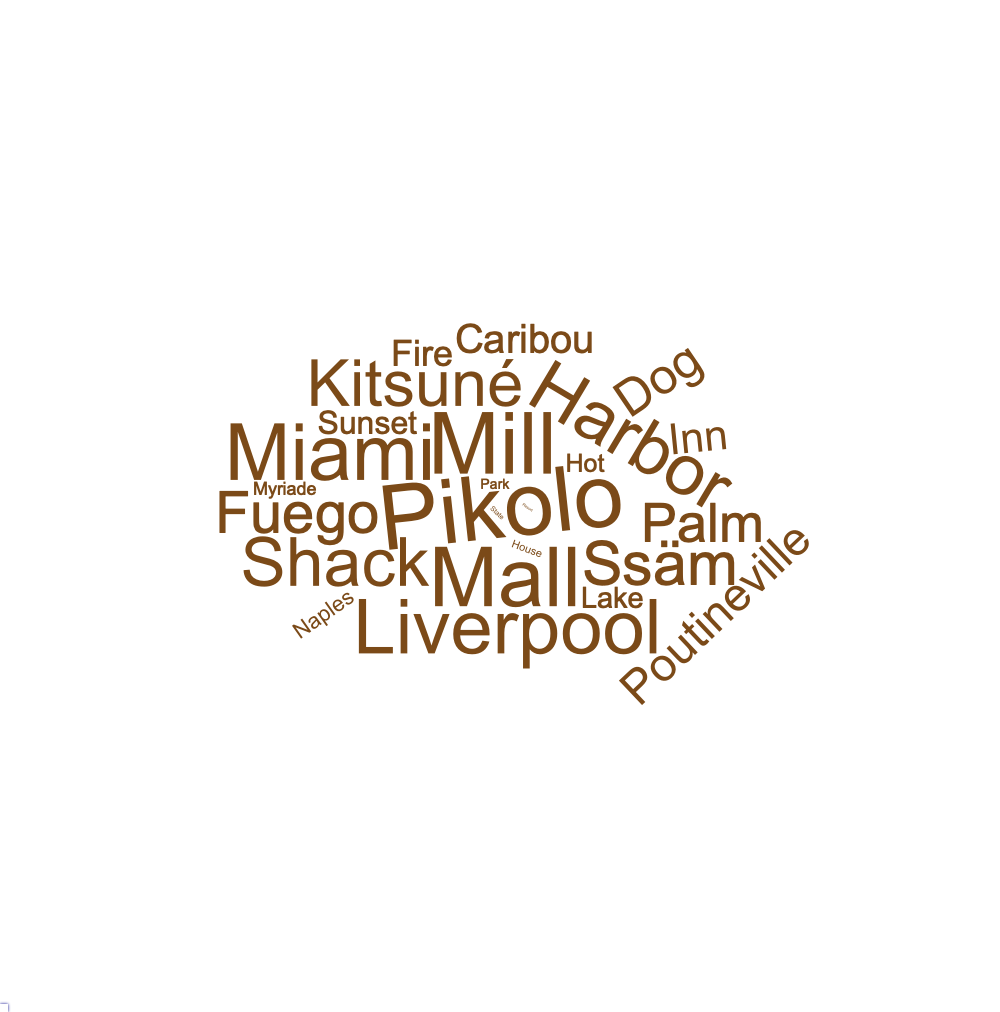 Caribou
Fire
Kitsuné
Dog
Harbor
Sunset
Mill
Inn
Miami
Hot
Myriade
Park
Pikolo
Fuego
State
Palm
House
Shack
Mall
Ssäm
Lake
Poutineville
Naples
Liverpool